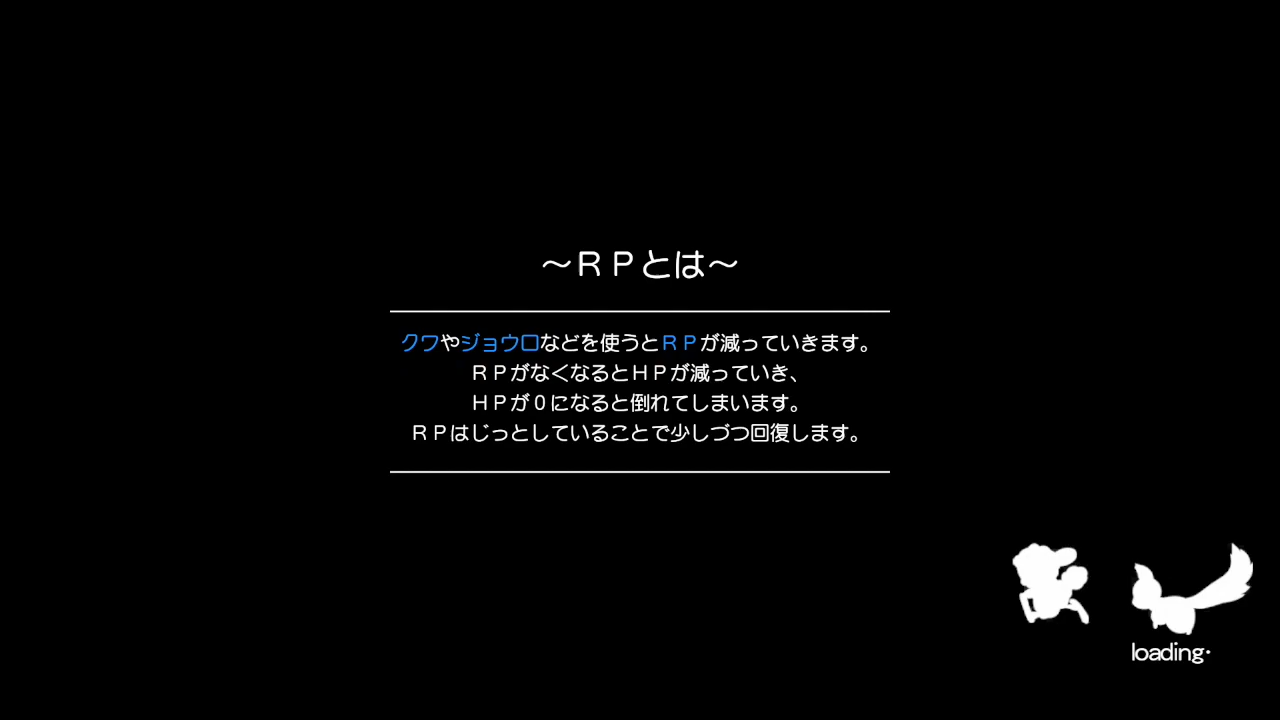 ～ＲＰとは～
クワやジョウロなどを使うとＲＰが減っていきます。
ＲＰがなくなるとＨＰが減っていき、
ＨＰが０になると倒れてしまいます。
ＲＰはじっとしていることで少しづつ回復します。
loading･